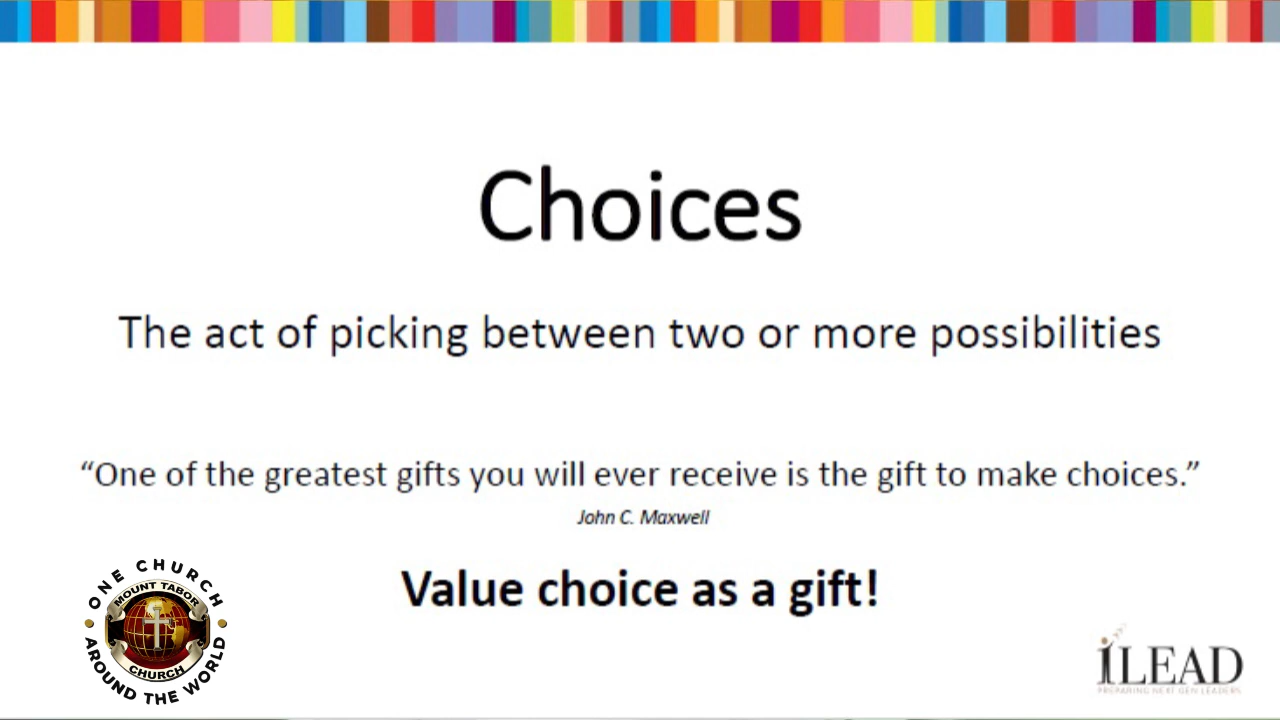 Choices
The act of picking between two or more possibilities
“One of the greatest gifts you will ever receive is the gift to make choices.”
John C. Maxwell
Value choice as a gift!
ONE CHURCH
MOUNT TABOR
CHURCH
AROUND THE WORLD
iLEAD
PREPARING NEXT GEN LEADERS